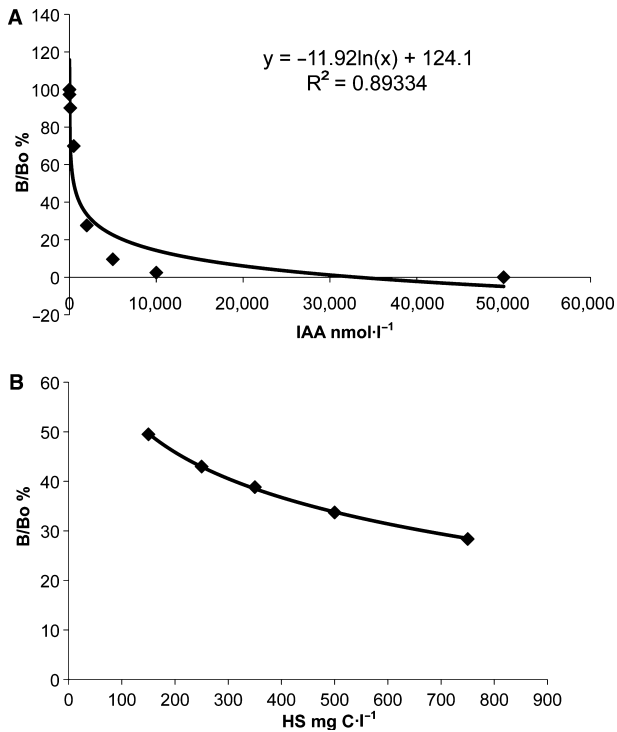 A
140
120
y = –11.92ln(x) + 124.1
R² = 0.89334
100
80
60
40
20
0
–20
B/Bo %
0 10,000 20,000 30,000 40,000 50,000 60,000
IAA nmol·l⁻¹
B
60
50
40
30
20
10
0
B/Bo %
0 100 200 300 400 500 600 700 800 900
HS mg C·l⁻¹